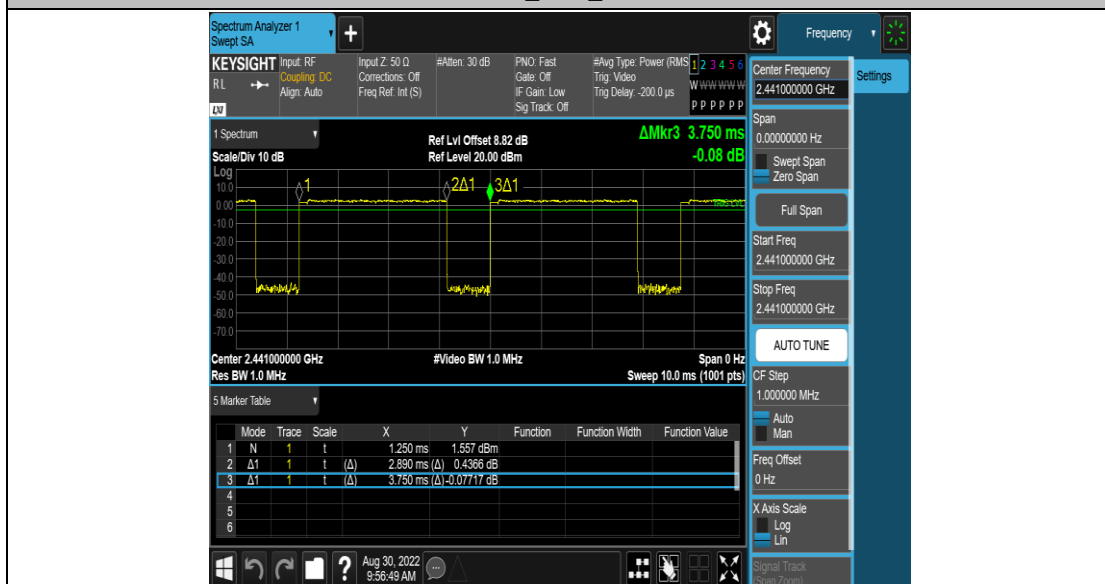 Spectrum Analyzer 1
Swept SA
Frequency
KEYSIGHT Input: RF Input Z: 50 Ω #Atten: 30 dB PNO: Fast #Avg Type: Power (RMS 1 2 3 4 5 6
RL Coupling: DC Corrections: Off Gate: Off Trig: Video W W W W W W
Align: Auto Freq Ref: Int (S) IF Gain: Low Trig Delay: -200.0 µs
Sig Track: Off P P P P P P
LXI
Center Frequency
2.441000000 GHz
Settings
Span
0.00000000 Hz
Swept Span
Zero Span
Full Span
Start Freq
2.441000000 GHz
Stop Freq
2.441000000 GHz
AUTO TUNE
CF Step
1.000000 MHz
Auto
Man
Freq Offset
0 Hz
X Axis Scale
Log
Lin
Signal Track
(Span Zoom)
1 Spectrum
Ref Lvl Offset 8.82 dB ΔMkr3 3.750 ms
Scale/Div 10 dB Ref Level 20.00 dBm -0.08 dB
Log
1 2Δ1 3Δ1
10.0
0.00
-10.0
-20.0
-30.0
-40.0
-50.0
-60.0
-70.0
Center 2.441000000 GHz #Video BW 1.0 MHz Span 0 Hz
Res BW 1.0 MHz Sweep 10.0 ms (1001 pts)
5 Marker Table
Mode Trace Scale X Y Function Function Width Function Value
1 N 1 t 1.250 ms 1.557 dBm
2 Δ1 1 t (Δ) 2.890 ms (Δ) 0.4366 dB
3 Δ1 1 t (Δ) 3.750 ms (Δ) -0.07717 dB
4
5
6
Aug 30, 2022
9:56:49 AM